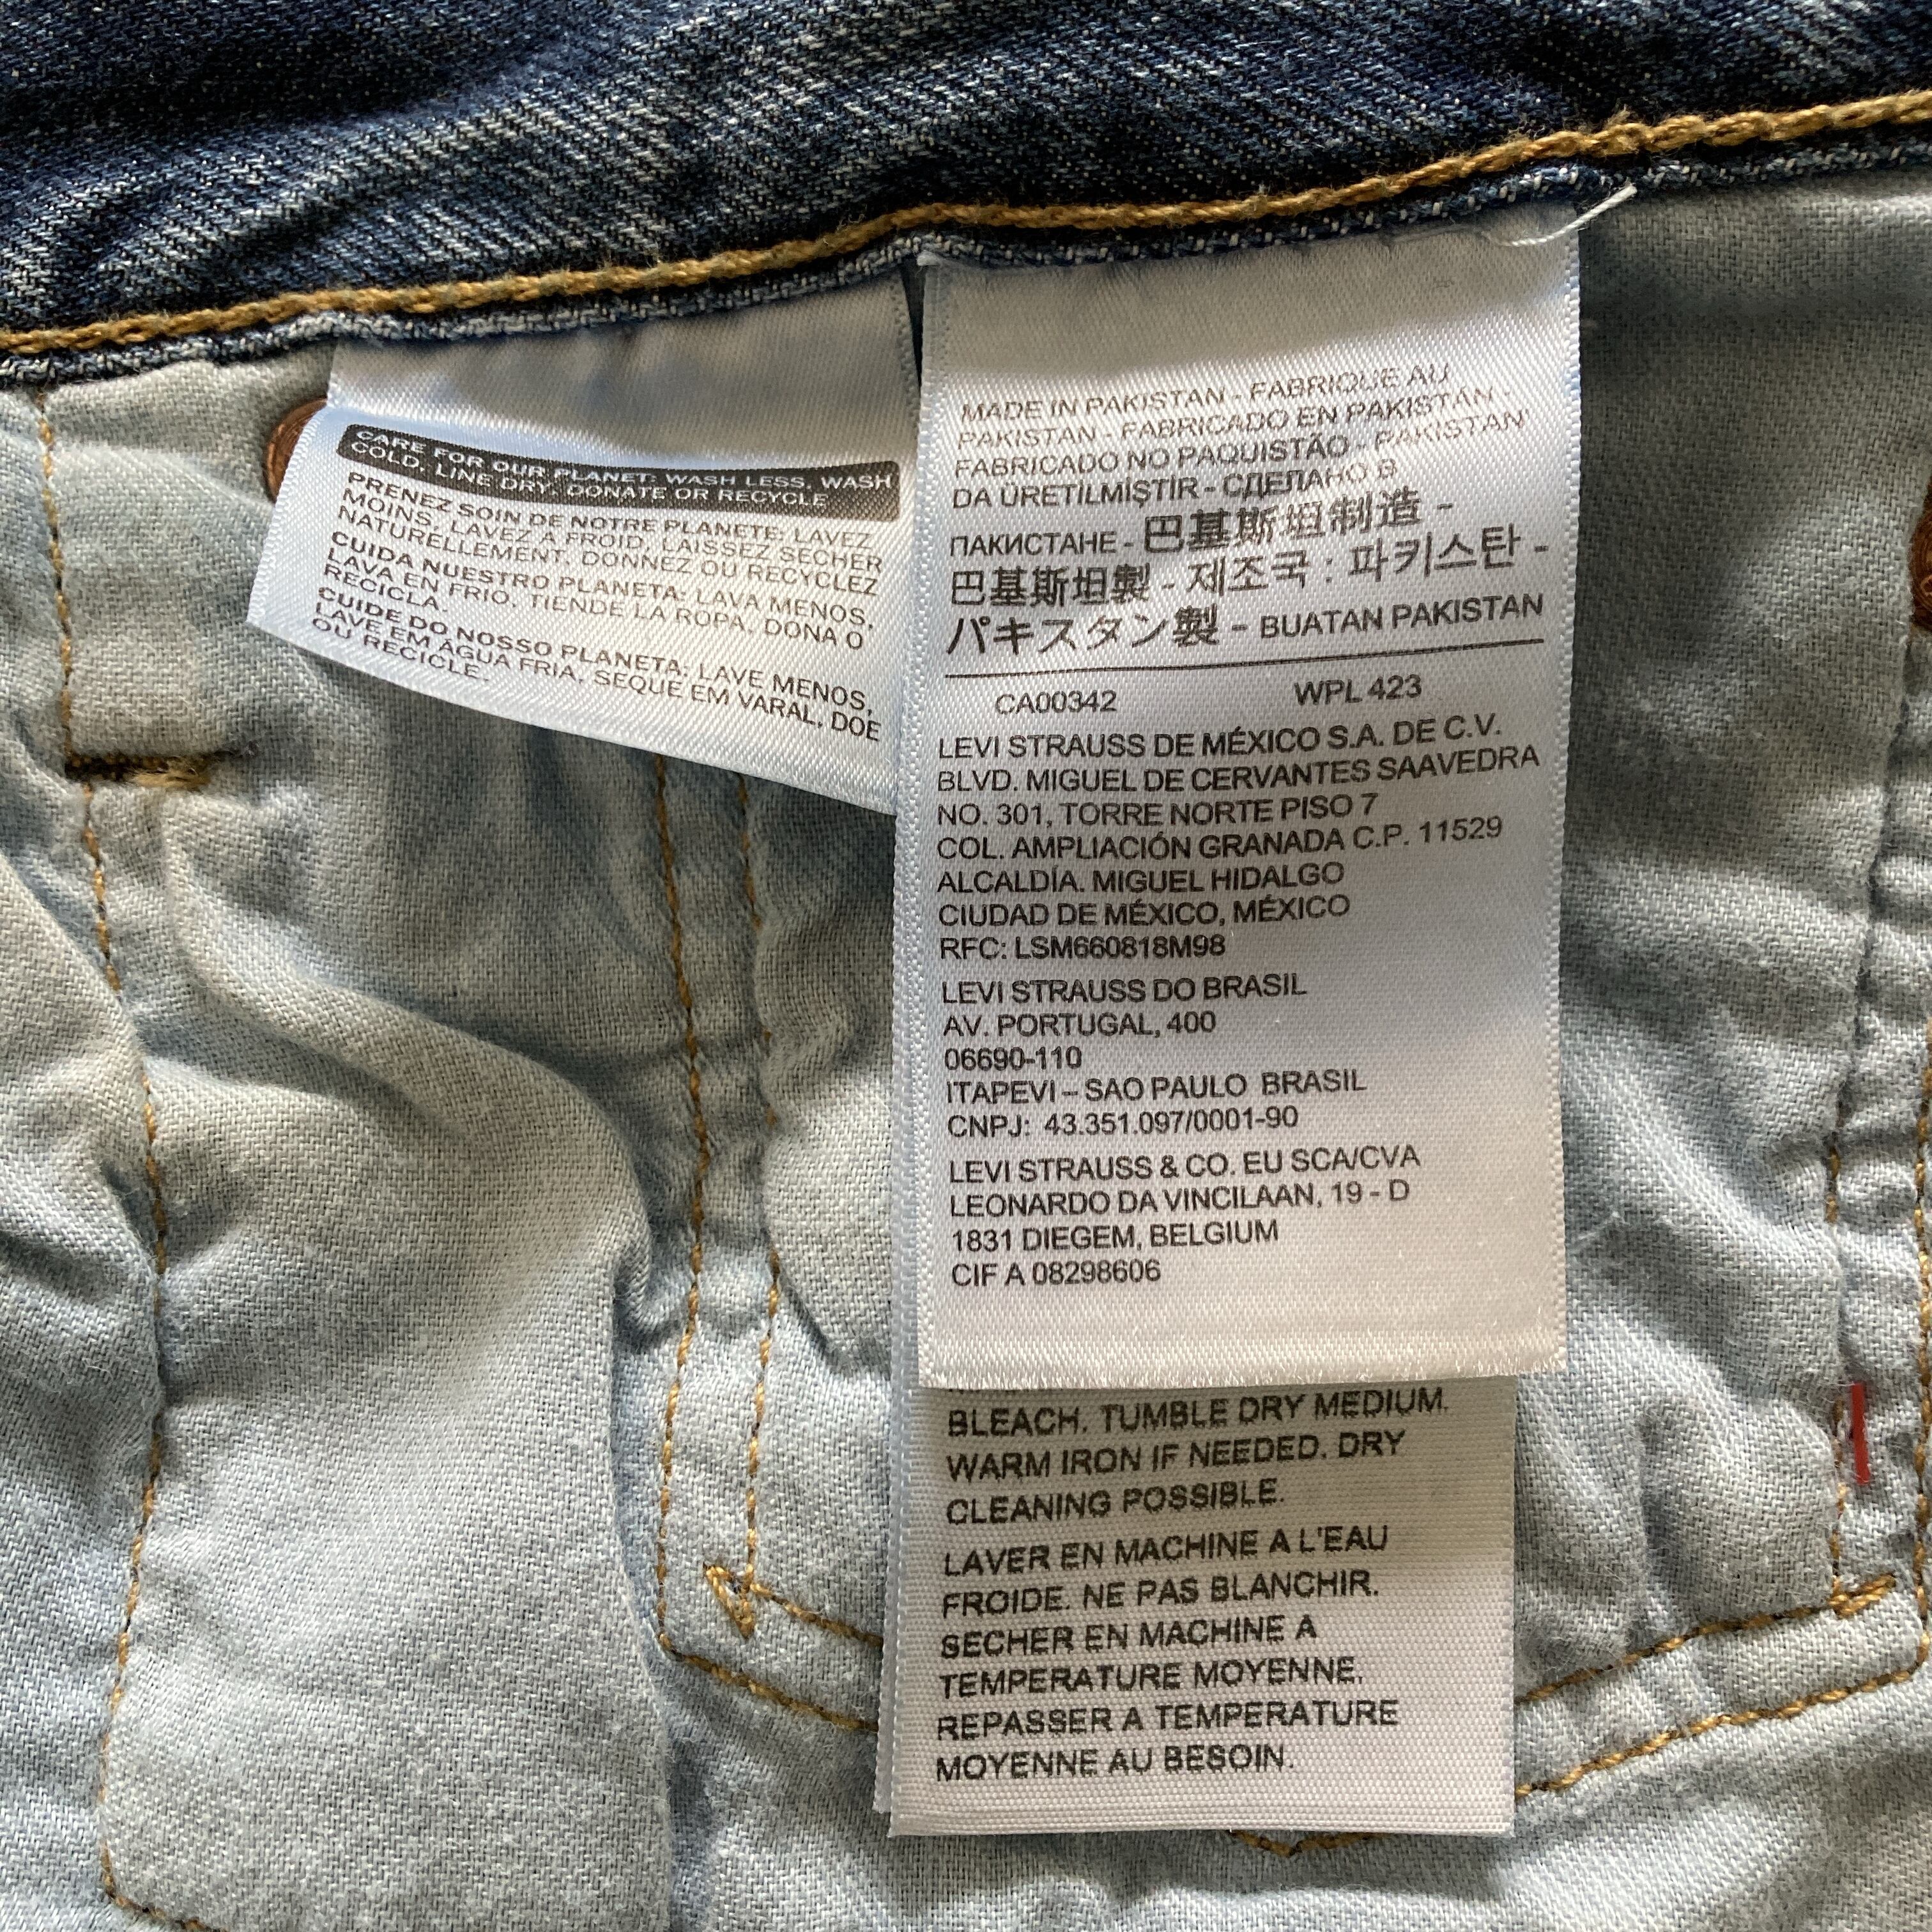 CARE FOR OUR PLANET: WASH LESS, WASH
COLD, LINE DRY, DONATE OR RECYCLE
PRENEZ SOIN DE NOTRE PLANETE: LAVEZ
MOINS, LAVEZ A FROID, LAISSEZ SECHER
NATURELLEMENT, DONNEZ OU RECYCLEZ
CUIDA NUESTRO PLANETA: LAVA MENOS,
LAVA EN FRIO, TIENDE LA ROPA, DONA O
RECICLA.
CUIDE DO NOSSO PLANETA: LAVE MENOS,
LAVE EM ÁGUA FRIA, SEQUE EM VARAL, DOE
OU RECICLE.
MADE IN PAKISTAN - FABRIQUE AU
PAKISTAN - FABRICADO EN PAKISTÁN -
FABRICADO NO PAQUISTÃO - PAKİSTAN'
DA ÜRETİLMİŞTİR - СДЕЛАНО В
ПАКИСТАНЕ - 巴基斯坦制造 -
巴基斯坦製 - 제조국 : 파키스탄 -
パキスタン製 - BUATAN PAKISTAN
CA00342 WPL 423
LEVI STRAUSS DE MÉXICO S.A. DE C.V.
BLVD. MIGUEL DE CERVANTES SAAVEDRA
NO. 301, TORRE NORTE PISO 7
COL. AMPLIACIÓN GRANADA C.P. 11529
ALCALDÍA. MIGUEL HIDALGO
CIUDAD DE MÉXICO, MÉXICO
RFC: LSM660818M98
LEVI STRAUSS DO BRASIL
AV. PORTUGAL, 400
06690-110
ITAPEVI – SAO PAULO BRASIL
CNPJ: 43.351.097/0001-90
LEVI STRAUSS & CO. EU SCA/CVA
LEONARDO DA VINCILAAN, 19 - D
1831 DIEGEM, BELGIUM
CIF A 08298606
BLEACH. TUMBLE DRY MEDIUM.
WARM IRON IF NEEDED. DRY
CLEANING POSSIBLE.
LAVER EN MACHINE A L'EAU
FROIDE. NE PAS BLANCHIR.
SECHER EN MACHINE A
TEMPERATURE MOYENNE.
REPASSER A TEMPERATURE
MOYENNE AU BESOIN.